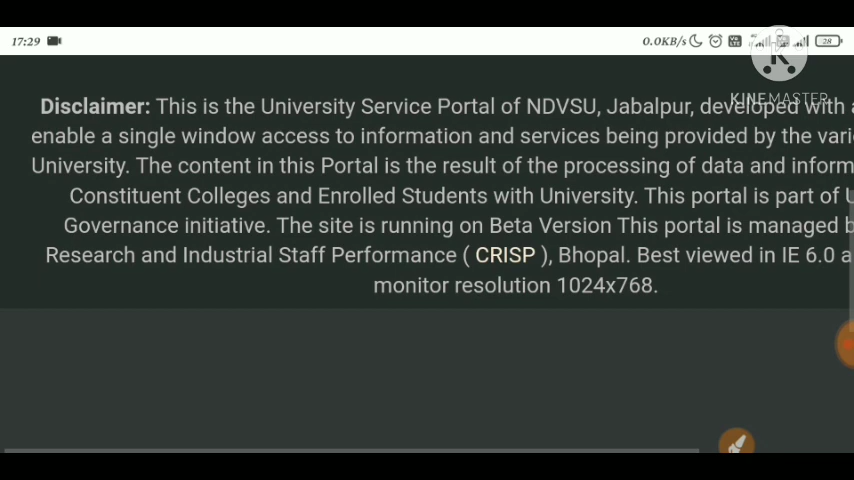 17:29
0.0KB/s
28
KINEMASTER
Disclaimer: This is the University Service Portal of NDVSU, Jabalpur, developed with
enable a single window access to information and services being provided by the
University. The content in this Portal is the result of the processing of data and
Constituent Colleges and Enrolled Students with University. This portal is part of
Governance initiative. The site is running on Beta Version This portal is managed
Research and Industrial Staff Performance ( CRISP ), Bhopal. Best viewed in IE 6.0
monitor resolution 1024x768.